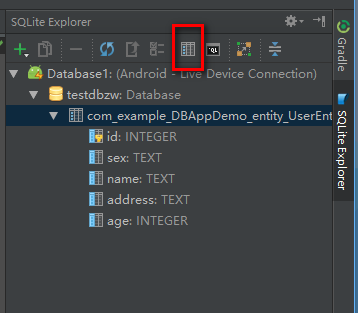 SQLite Explorer
QL
Database1: (Android - Live Device Connection)
testdbzw: Database
com_example_DBAppDemo_entity_UserEnt
id: INTEGER
sex: TEXT
name: TEXT
address: TEXT
age: INTEGER
Gradle
SQLite Explorer